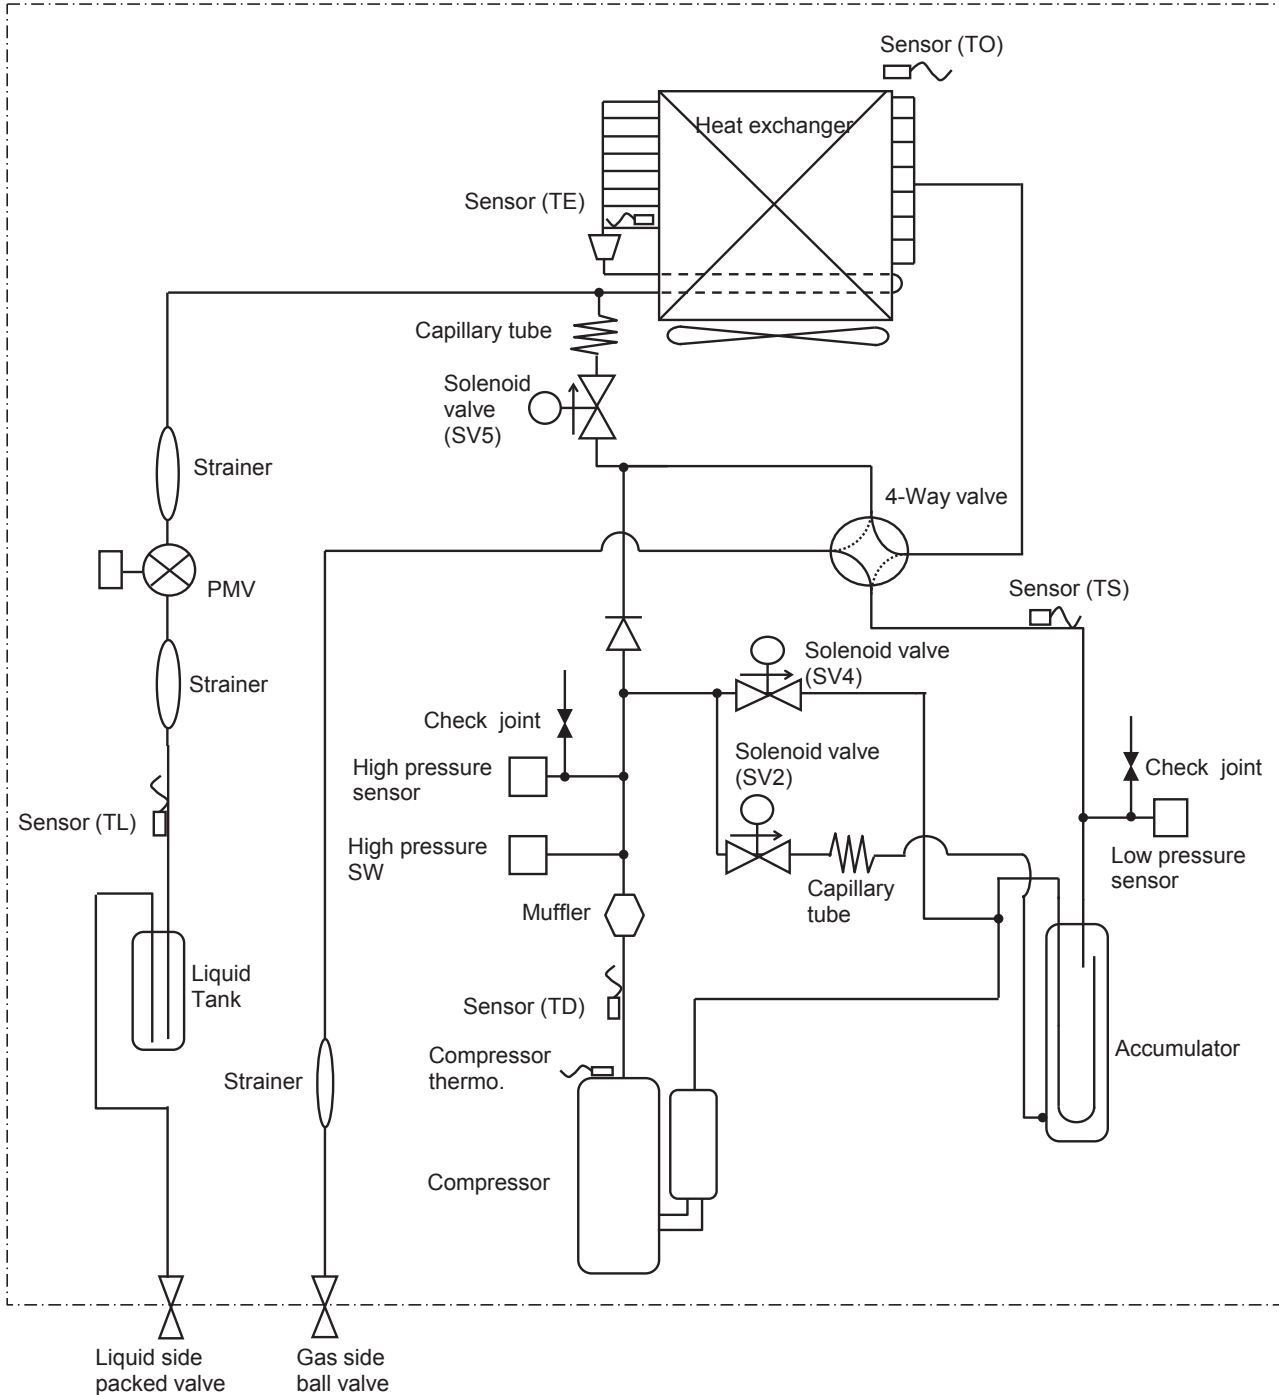 Sensor (TO)
Heat exchanger
Sensor (TE)
Capillary tube
Solenoid
valve
(SV5)
Strainer
4-Way valve
PMV
Sensor (TS)
Strainer
Solenoid valve
(SV4)
Check joint
Solenoid valve
(SV2)
High pressure
sensor
Check joint
Sensor (TL)
High pressure
SW
Low pressure
sensor
Capillary
tube
Muffler
Liquid
Tank
Sensor (TD)
Accumulator
Compressor
thermo.
Strainer
Compressor
Liquid side
packed valve
Gas side
ball valve